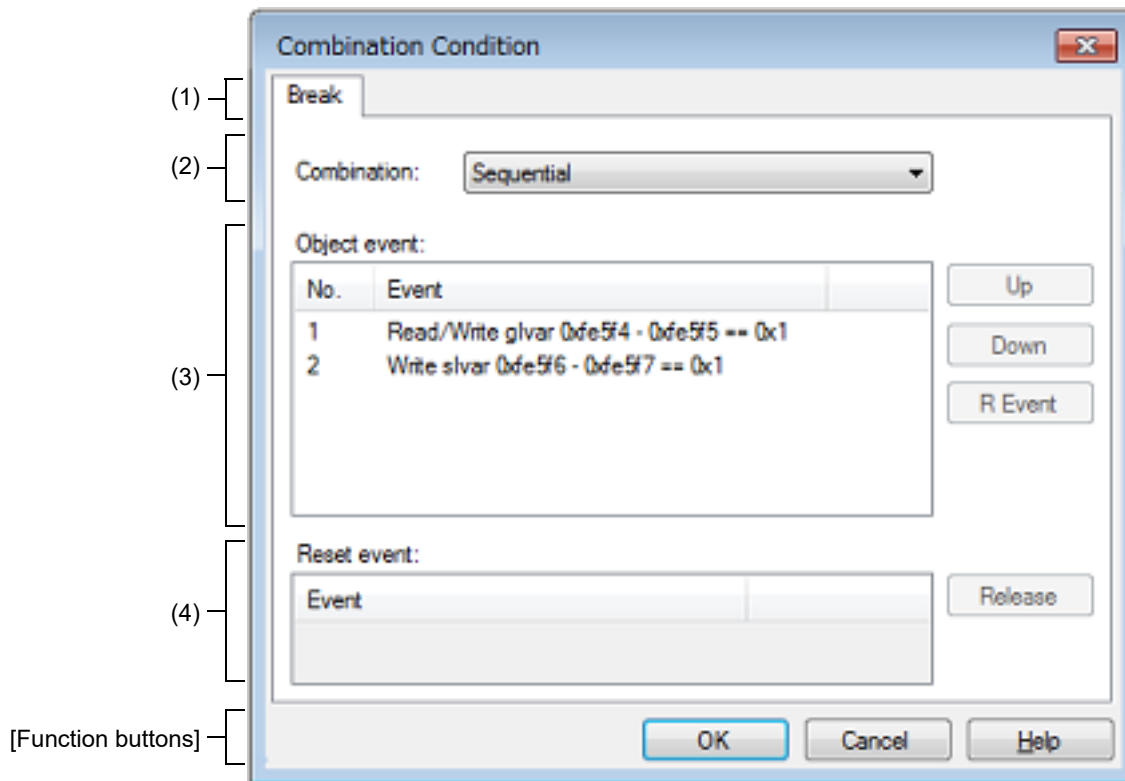 Combination Condition
(1)
Break
(2)
Combination: Sequential
(3)
Object event:
No. Event
1 Read/Write glvar 0xfe5f4 - 0xfe5f5 == 0x1
2 Write slvar 0xfe5f6 - 0xfe5f7 == 0x1
Up
Down
R Event
(4)
Reset event:
Event
Release
[Function buttons]
OK Cancel Help